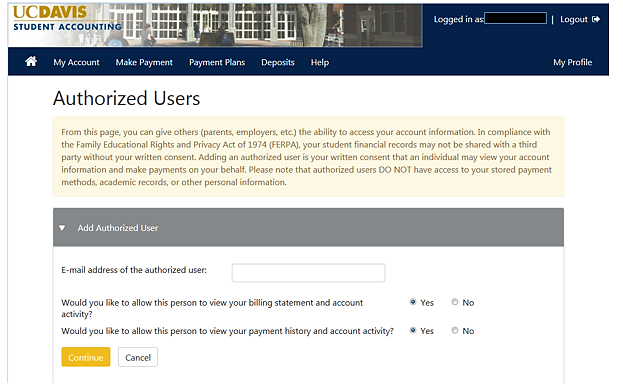 UCDAVIS
STUDENT ACCOUNTING
Logged in as: | Logout
My Account Make Payment Payment Plans Deposits Help My Profile
Authorized Users
From this page, you can give others (parents, employers, etc.) the ability to access your account information. In compliance with
the Family Educational Rights and Privacy Act of 1974 (FERPA), your student financial records may not be shared with a third
party without your written consent. Adding an authorized user is your written consent that an individual may view your account
information and make payments on your behalf. Please note that authorized users DO NOT have access to your stored payment
methods, academic records, or other personal information.
Add Authorized User
E-mail address of the authorized user:
Would you like to allow this person to view your billing statement and account Yes No
activity?
Would you like to allow this person to view your payment history and account activity? Yes No
Continue Cancel